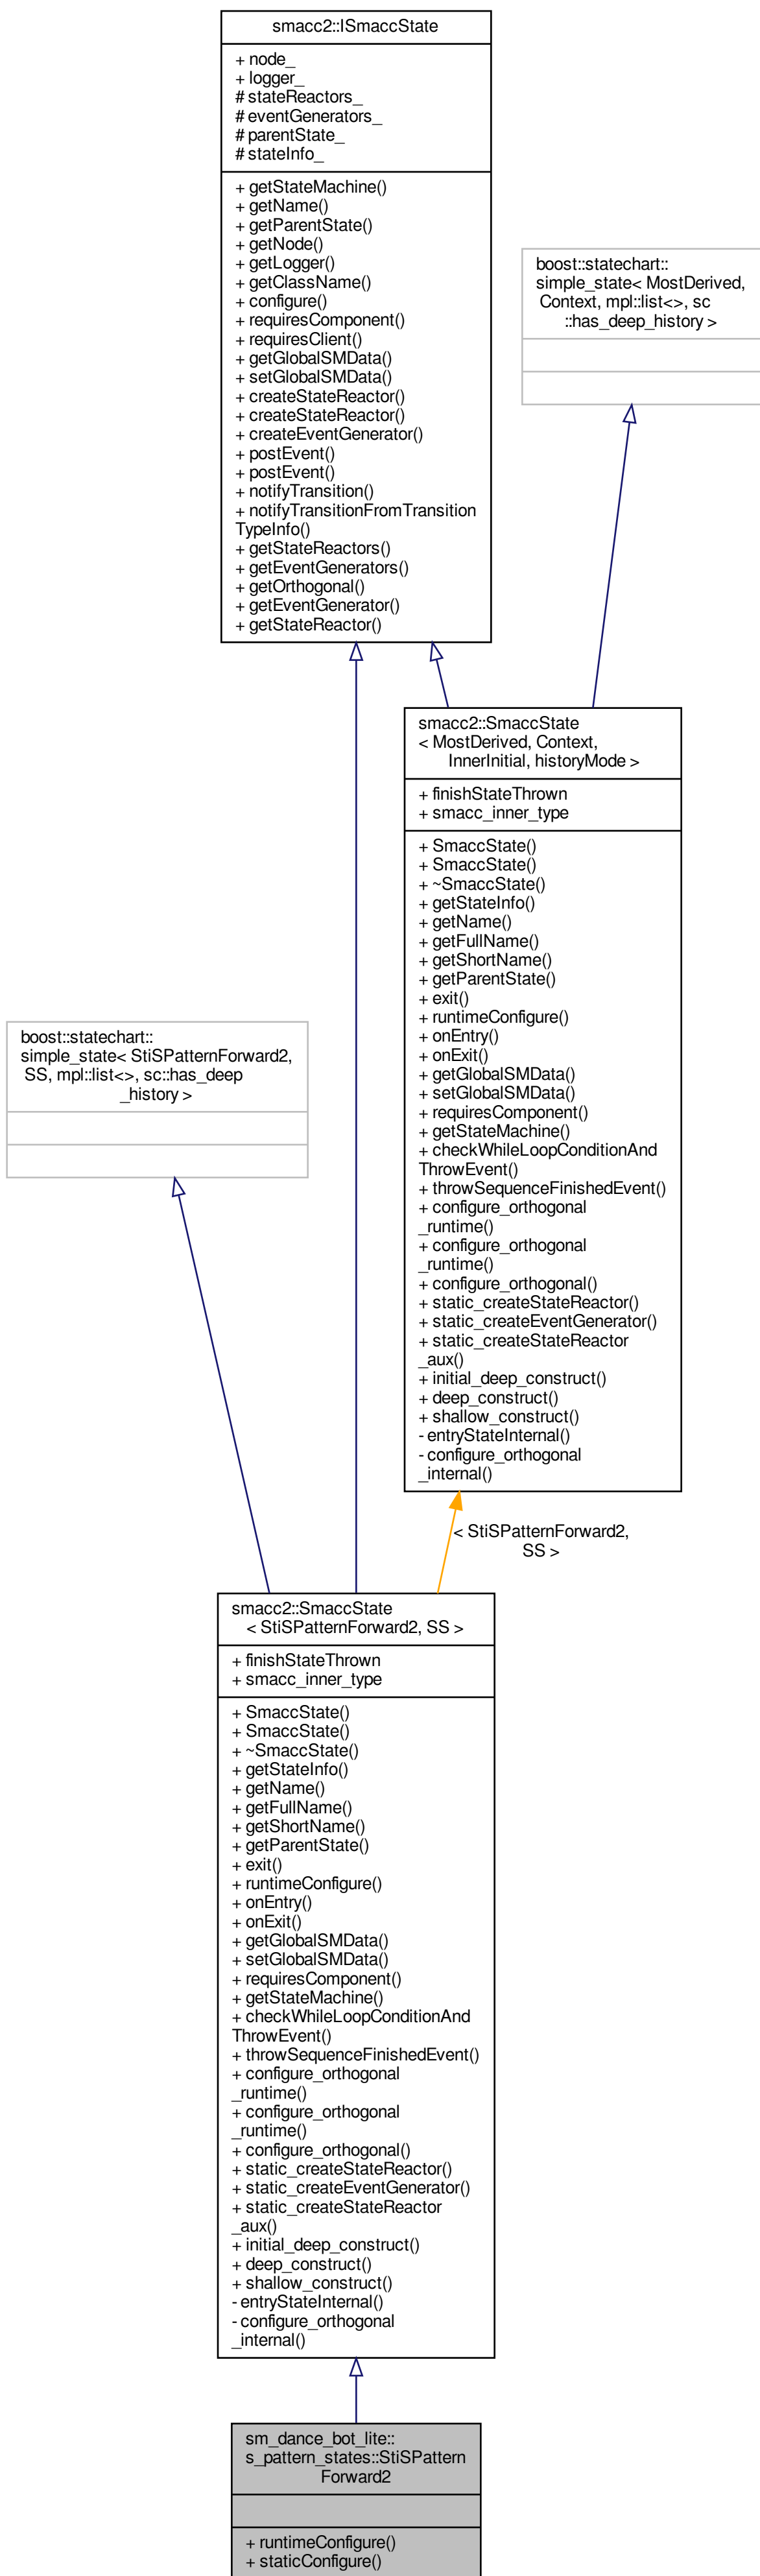 smacc2::ISmaccState
+ node_
+ logger_
# stateReactors_
# eventGenerators_
# parentState_
# stateInfo_
+ getStateMachine()
+ getName()
+ getParentState()
+ getNode()
+ getLogger()
+ getClassName()
+ configure()
+ requiresComponent()
+ requiresClient()
+ getGlobalSMData()
+ setGlobalSMData()
+ createStateReactor()
+ createStateReactor()
+ createEventGenerator()
+ postEvent()
+ postEvent()
+ notifyTransition()
+ notifyTransitionFromTransition
TypeInfo()
+ getStateReactors()
+ getEventGenerators()
+ getOrthogonal()
+ getEventGenerator()
+ getStateReactor()
boost::statechart::
simple_state< MostDerived,
Context, mpl::list<>, sc
::has_deep_history >
smacc2::SmaccState
< MostDerived, Context,
InnerInitial, historyMode >
+ finishStateThrown
+ smacc_inner_type
+ SmaccState()
+ SmaccState()
+ ~SmaccState()
+ getStateInfo()
+ getName()
+ getFullName()
+ getShortName()
+ getParentState()
+ exit()
+ runtimeConfigure()
+ onEntry()
+ onExit()
+ getGlobalSMData()
+ setGlobalSMData()
+ requiresComponent()
+ getStateMachine()
+ checkWhileLoopConditionAnd
ThrowEvent()
+ throwSequenceFinishedEvent()
+ configure_orthogonal
_runtime()
+ configure_orthogonal
_runtime()
+ configure_orthogonal()
+ static_createStateReactor()
+ static_createEventGenerator()
+ static_createStateReactor
_aux()
+ initial_deep_construct()
+ deep_construct()
+ shallow_construct()
- entryStateInternal()
- configure_orthogonal
_internal()
boost::statechart::
simple_state< StiSPatternForward2,
SS, mpl::list<>, sc::has_deep
_history >
< StiSPatternForward2,
SS >
smacc2::SmaccState
< StiSPatternForward2, SS >
+ finishStateThrown
+ smacc_inner_type
+ SmaccState()
+ SmaccState()
+ ~SmaccState()
+ getStateInfo()
+ getName()
+ getFullName()
+ getShortName()
+ getParentState()
+ exit()
+ runtimeConfigure()
+ onEntry()
+ onExit()
+ getGlobalSMData()
+ setGlobalSMData()
+ requiresComponent()
+ getStateMachine()
+ checkWhileLoopConditionAnd
ThrowEvent()
+ throwSequenceFinishedEvent()
+ configure_orthogonal
_runtime()
+ configure_orthogonal
_runtime()
+ configure_orthogonal()
+ static_createStateReactor()
+ static_createEventGenerator()
+ static_createStateReactor
_aux()
+ initial_deep_construct()
+ deep_construct()
+ shallow_construct()
- entryStateInternal()
- configure_orthogonal
_internal()
sm_dance_bot_lite::
s_pattern_states::StiSPattern
Forward2
+ runtimeConfigure()
+ staticConfigure()